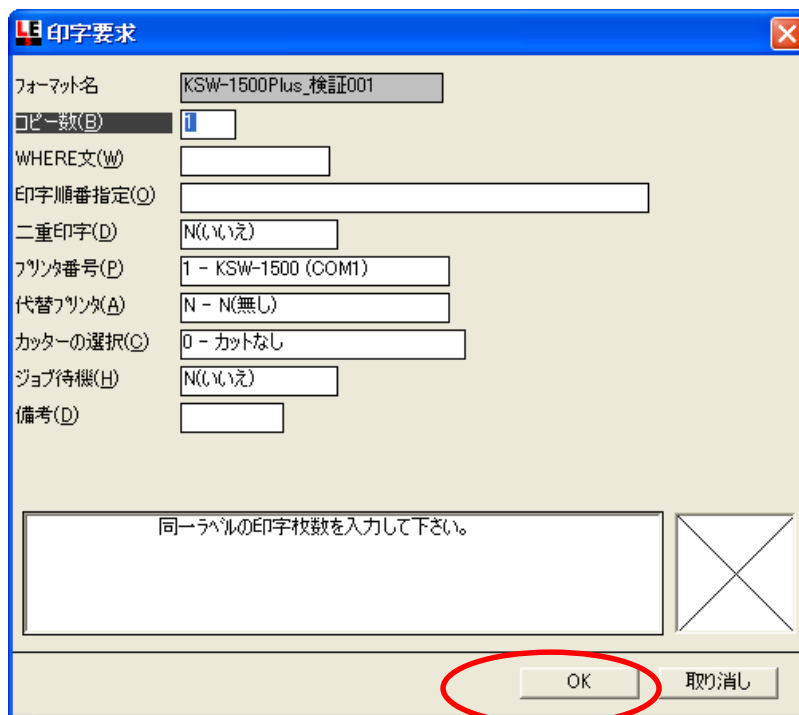 LE 印字要求
フォーマット名 KSW-1500Plus_検証001
コピー数(B) 1
WHERE文(W)
印字順番指定(O)
二重印字(D) N(いいえ)
プリンタ番号(P) 1 - KSW-1500 (COM1)
代替プリンタ(A) N - N(無し)
カッターの選択(C) 0 - カットなし
ジョブ待機(H) N(いいえ)
備考(D)
同一ラベルの印字枚数を入力して下さい。
OK 取り消し